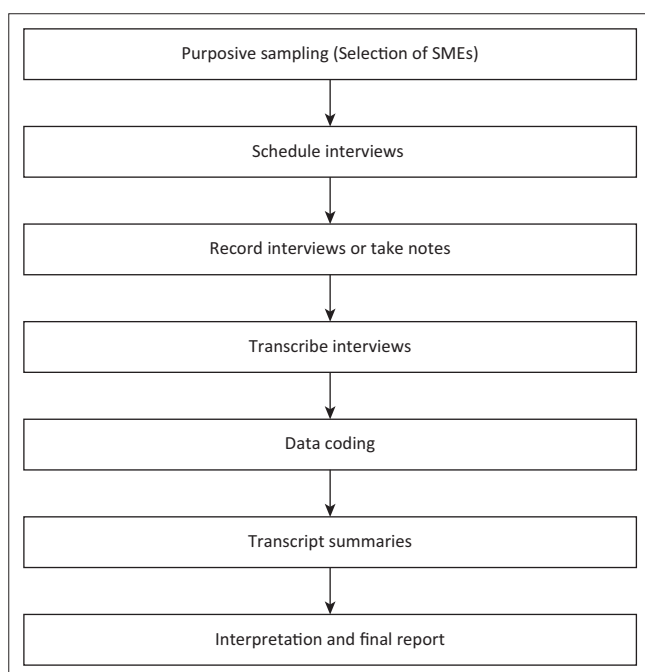 Purposive sampling (Selection of SMEs)
Schedule interviews
Record interviews or take notes
Transcribe interviews
Data coding
Transcript summaries
Interpretation and final report